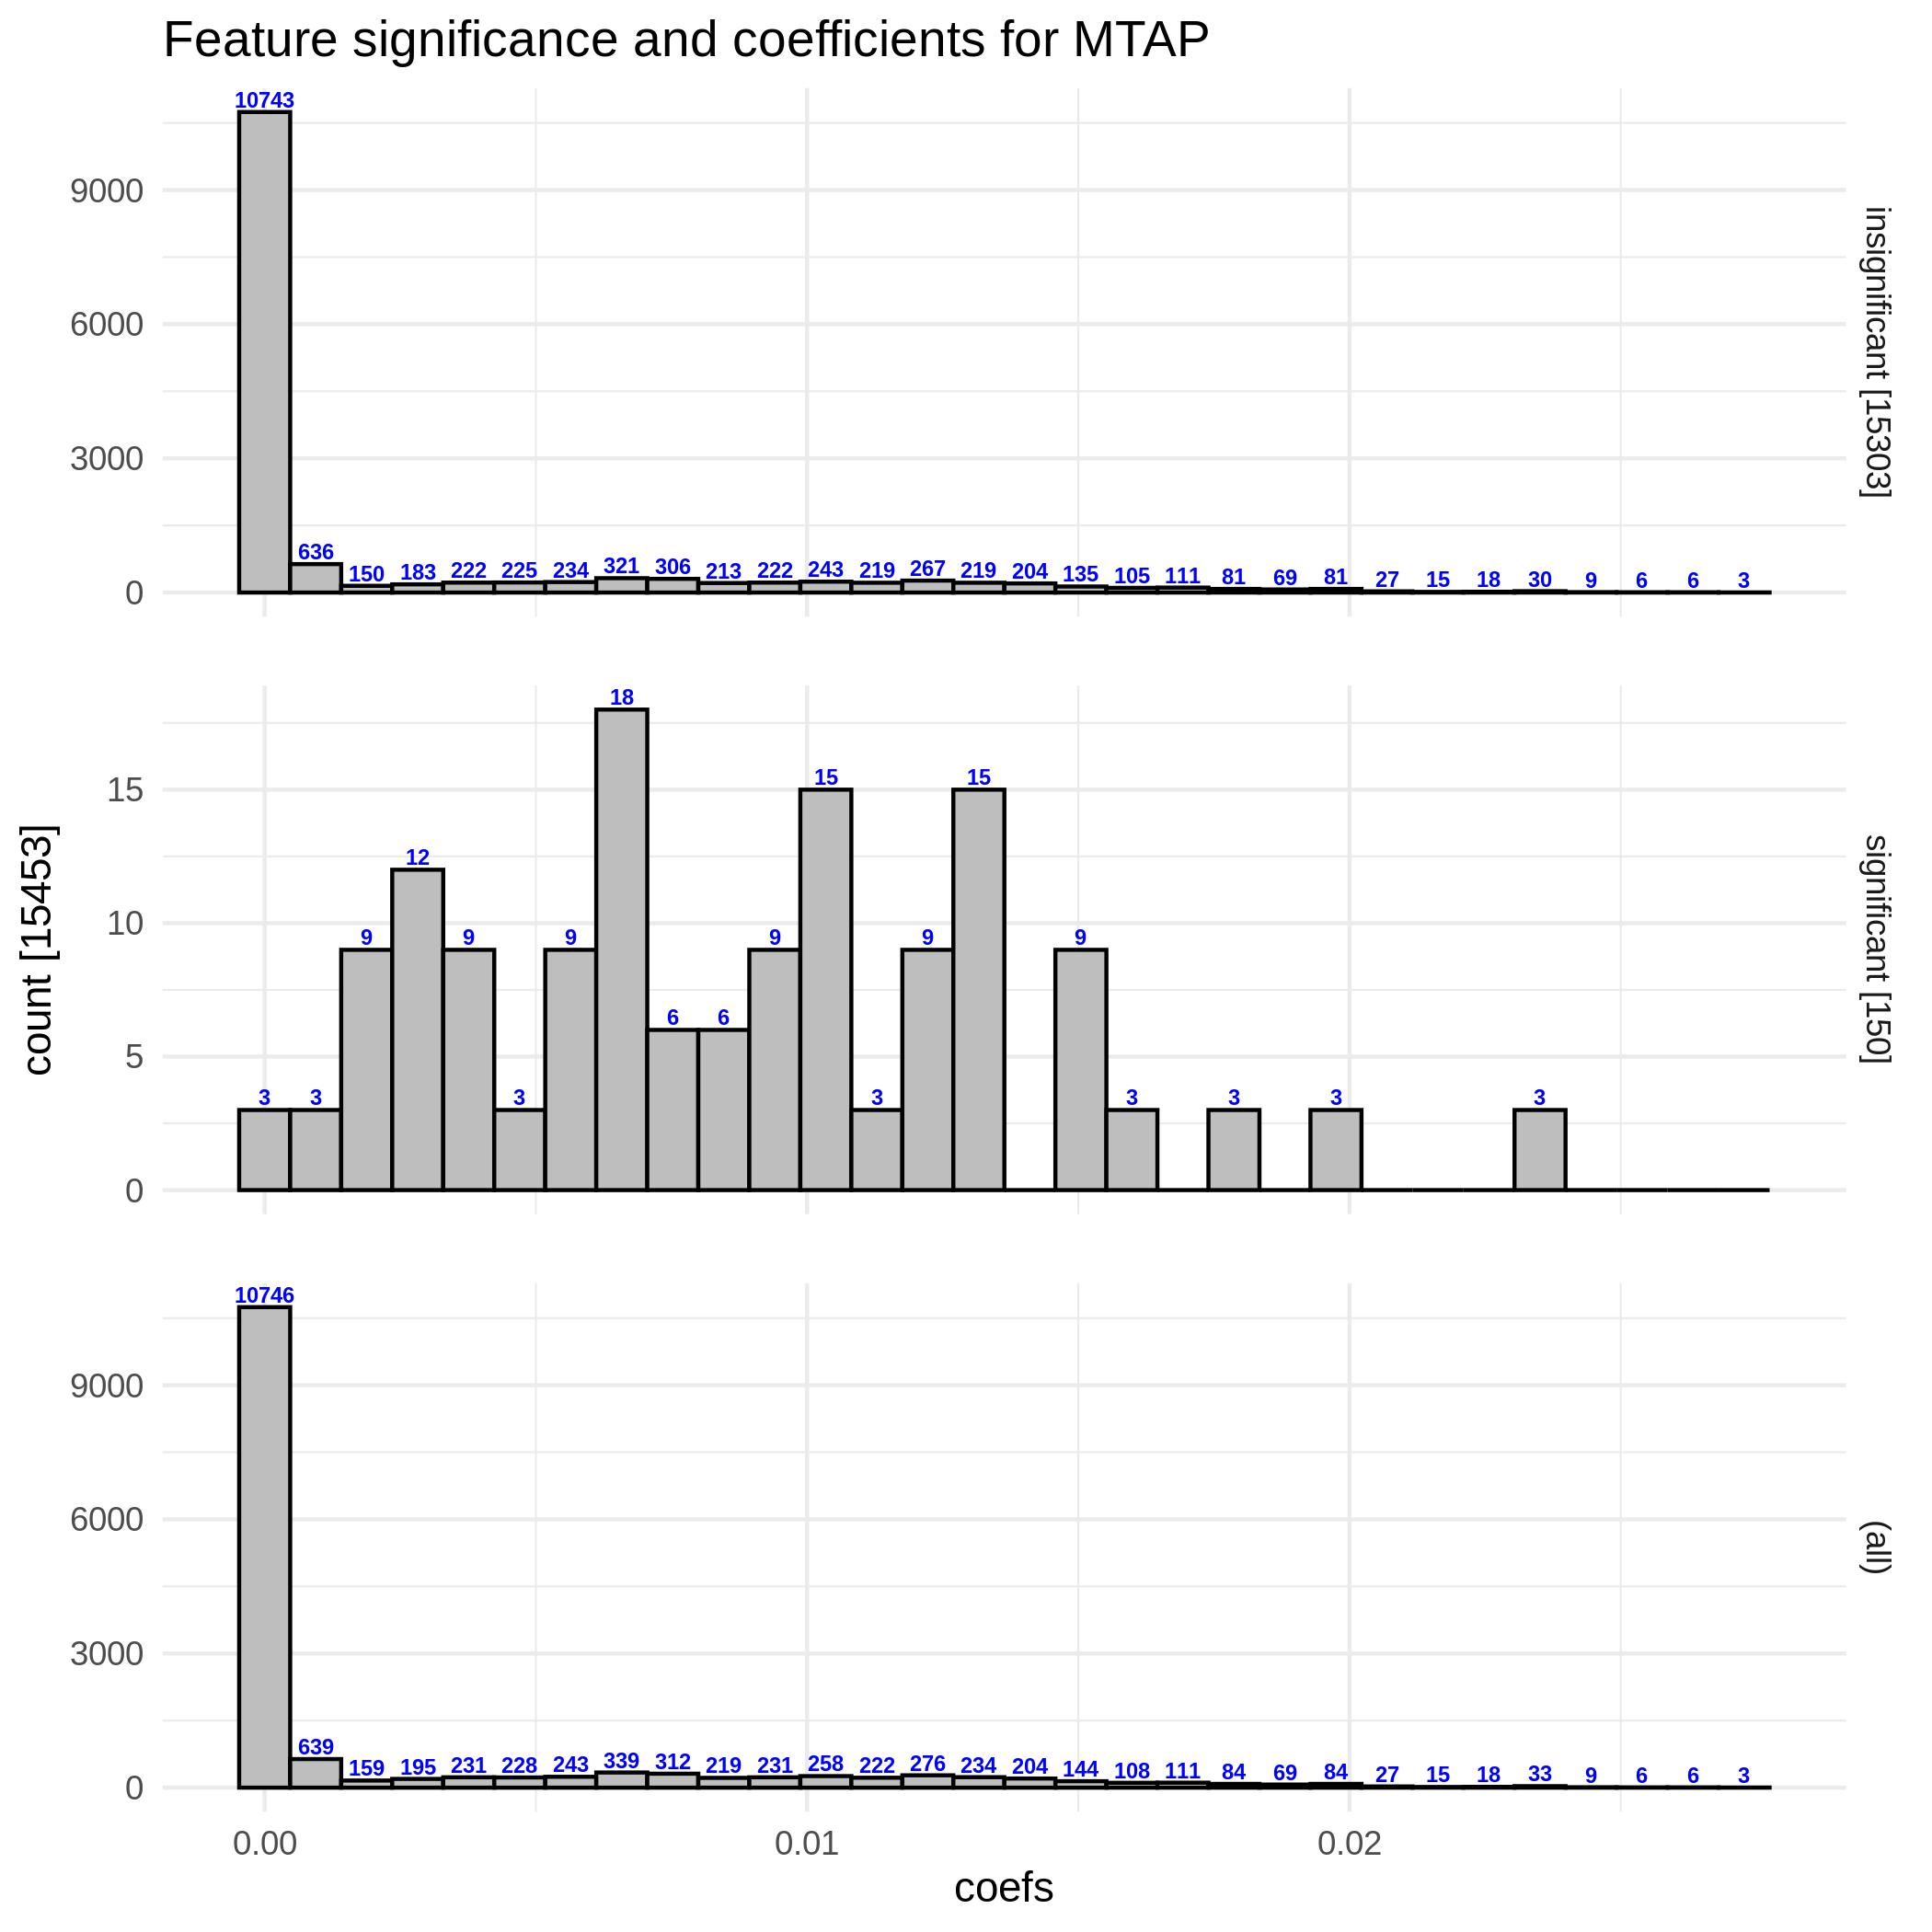 Feature significance and coefficients for MTAP
10743
636 150 183 222 225 234 321 306 213 222 243 219 267 219 204 135 105 111 81 69 81 27 15 18 30 9 6 6 3
9000
6000
3000
0
insignificant [15303]
3 3 9 12 9 3 9 18 6 6 9 15 3 9 15 9 3 3 3 3
15
10
5
0
significant [150]
count [15453]
10746
639 159 195 231 228 243 339 312 219 231 258 222 276 234 204 144 108 111 84 69 84 27 15 18 33 9 6 6 3
9000
6000
3000
0
(all)
0.00 0.01 0.02
coefs